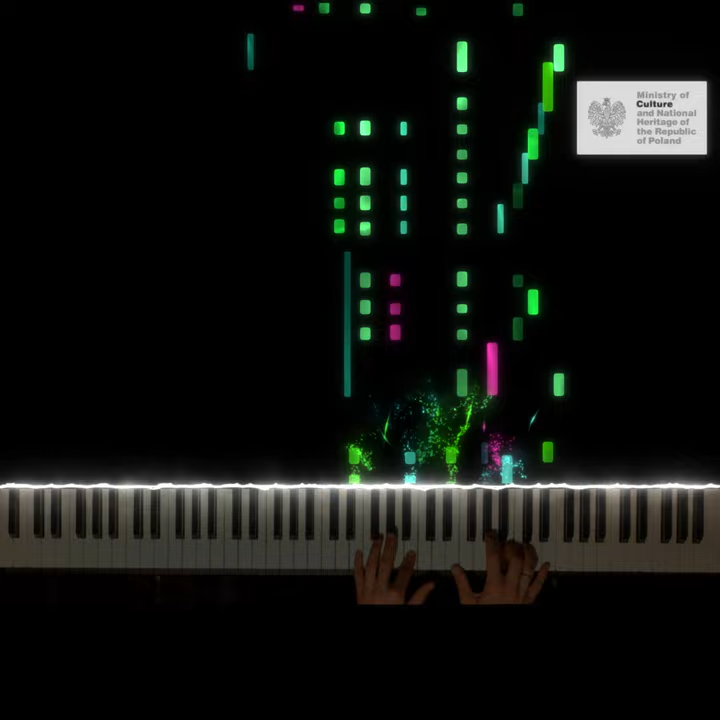 Ministry of
Culture
and National
Heritage of
the Republic
of Poland